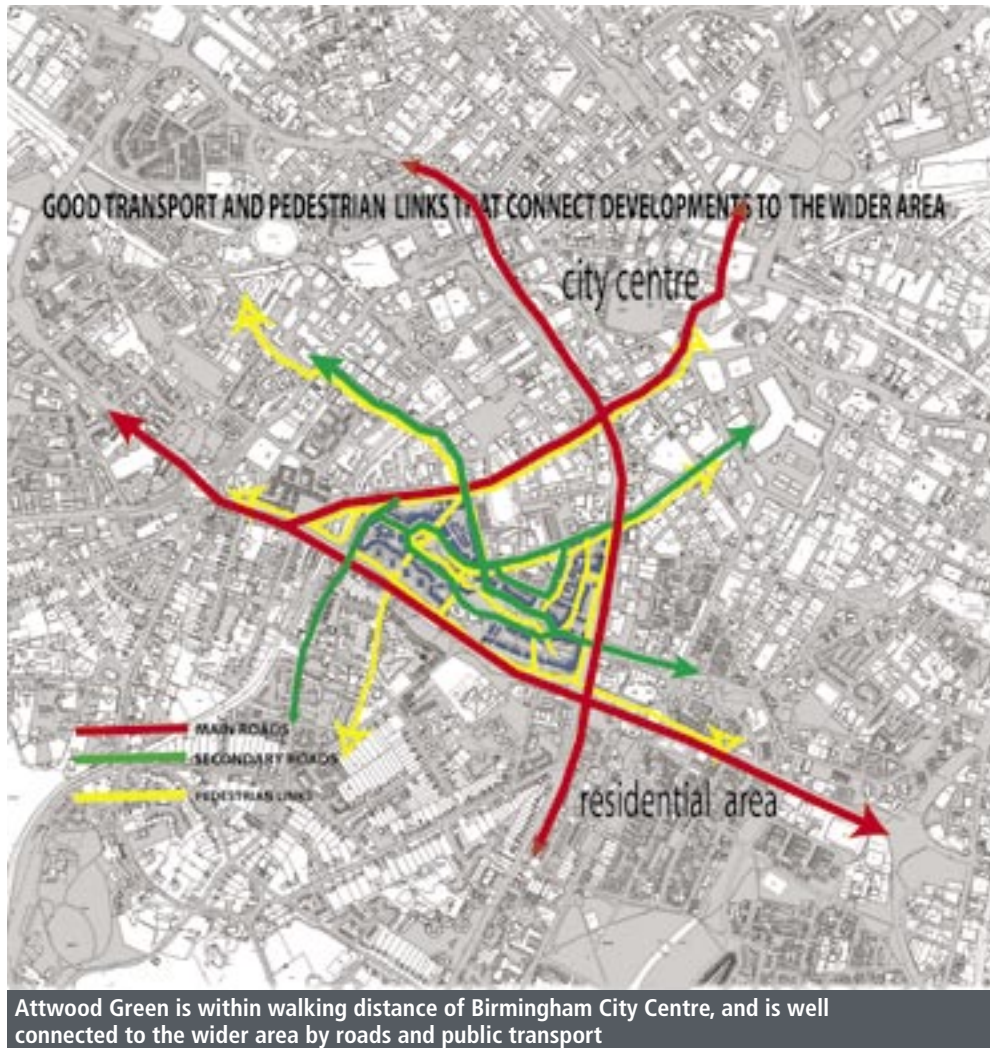 GOOD TRANSPORT AND PEDESTRIAN LINKS THAT CONNECT DEVELOPMENTS TO THE WIDER AREA
city centre
MAIN ROADS
SECONDARY ROADS
PEDESTRIAN LINKS
residential area
Attwood Green is within walking distance of Birmingham City Centre, and is well
connected to the wider area by roads and public transport